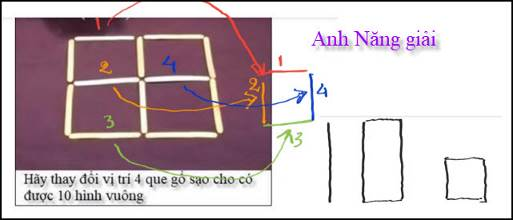 Anh Năng giải
1
2
4
2
4
3
3
Hãy thay đổi vị trí 4 que gỗ sạo cho có
được 10 hình vuông